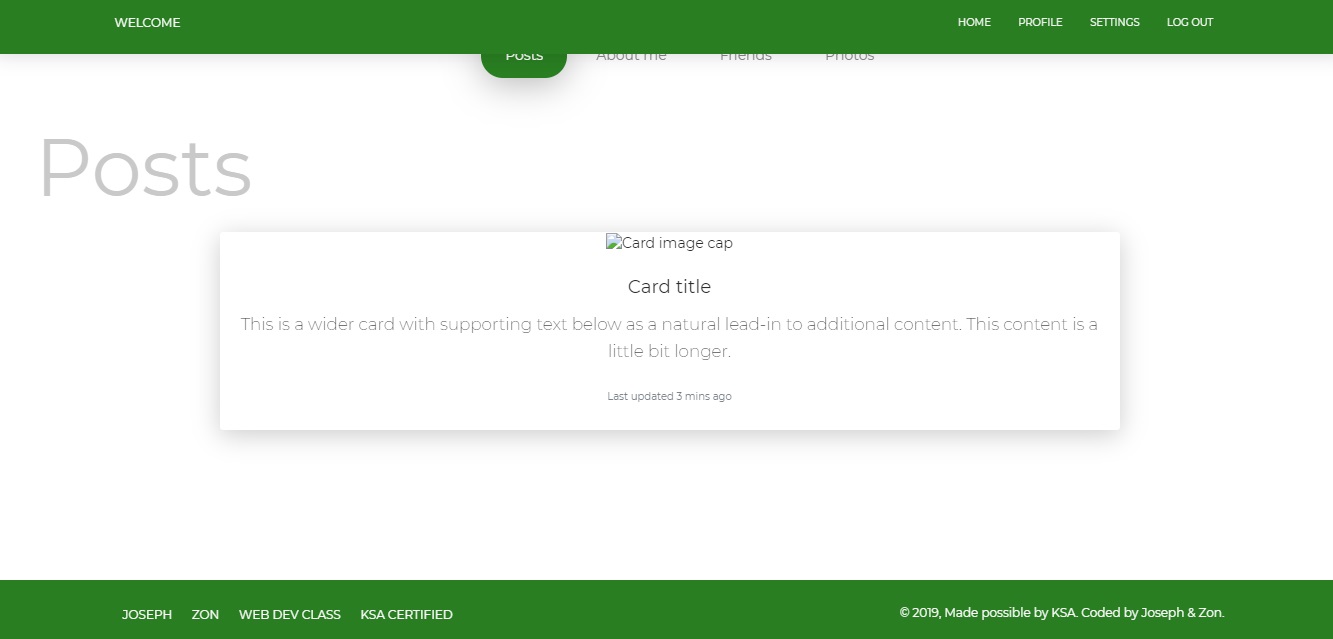 WELCOME HOME PROFILE SETTINGS LOG OUT
Posts About me Friends Photos
Posts
Card image cap
Card title
This is a wider card with supporting text below as a natural lead-in to additional content. This content is a
little bit longer.
Last updated 3 mins ago
JOSEPH ZON WEB DEV CLASS KSA CERTIFIED © 2019, Made possible by KSA. Coded by Joseph & Zon.